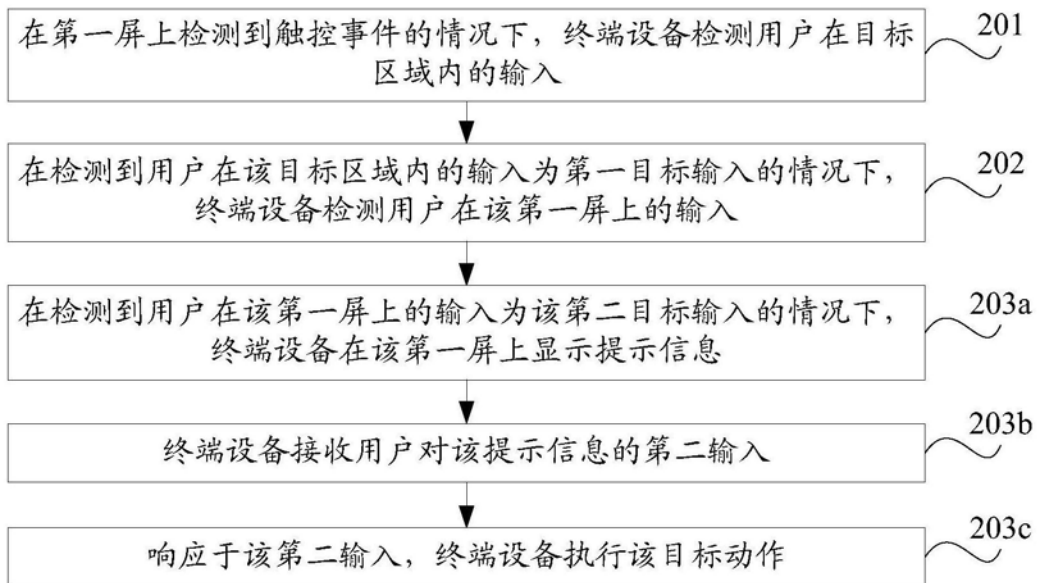 在第一屏上检测到触控事件的情况下，终端设备检测用户在目标
区域内的输入
201
在检测到用户在该目标区域内的输入为第一目标输入的情况下，
终端设备检测用户在该第一屏上的输入
202
在检测到用户在该第一屏上的输入为该第二目标输入的情况下，
终端设备在该第一屏上显示提示信息
203a
终端设备接收用户对该提示信息的第二输入
203b
响应于该第二输入，终端设备执行该目标动作
203c